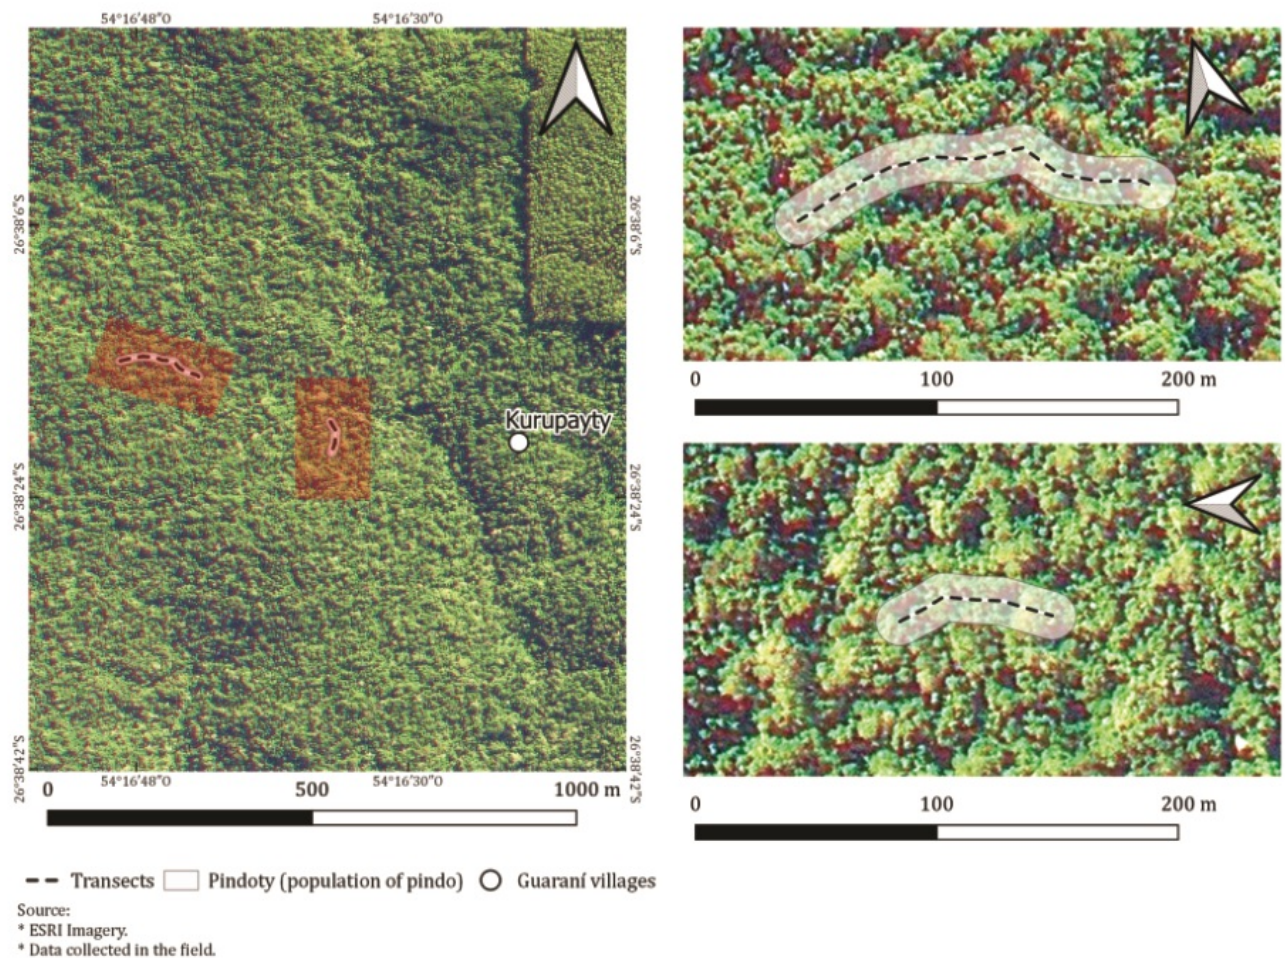 54°16'48"O 54°16'30"O
26°38'6"S
26°38'6"S
Kurupayty
26°38'24"S
26°38'24"S
26°38'42"S
26°38'42"S
54°16'48"O 54°16'30"O
0 500 1000 m
0 100 200 m
0 100 200 m
Transects Pindoty (population of pindo) Guaraní villages
Source:
* ESRI Imagery.
* Data collected in the field.